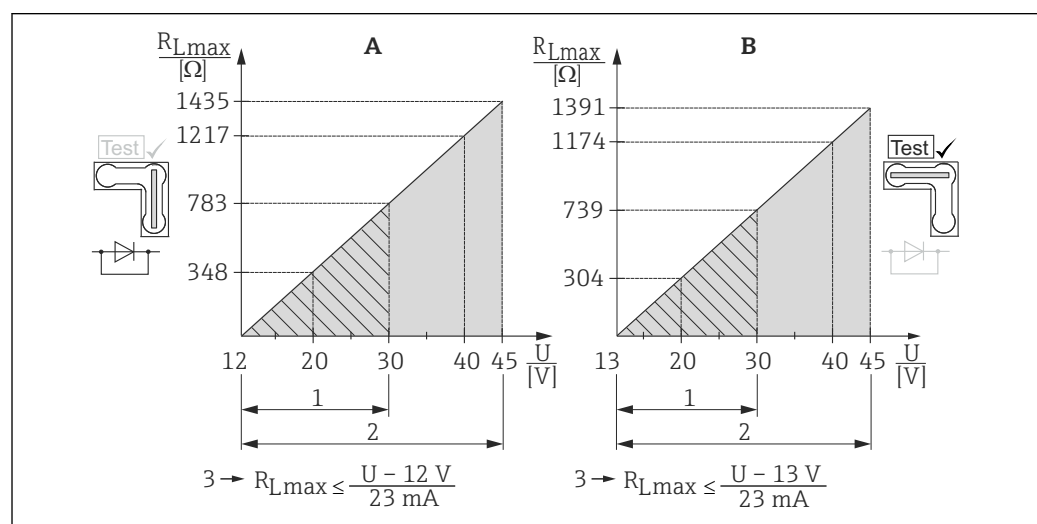 R_Lmax
[Ω]
A
1435
1217
783
348
Test
12 20 30 40 45 U
[V]
1
2
3 → R_Lmax ≤ U – 12 V
23 mA
R_Lmax
[Ω]
B
1391
1174
739
304
Test
13 20 30 40 45 U
[V]
1
2
3 → R_Lmax ≤ U – 13 V
23 mA